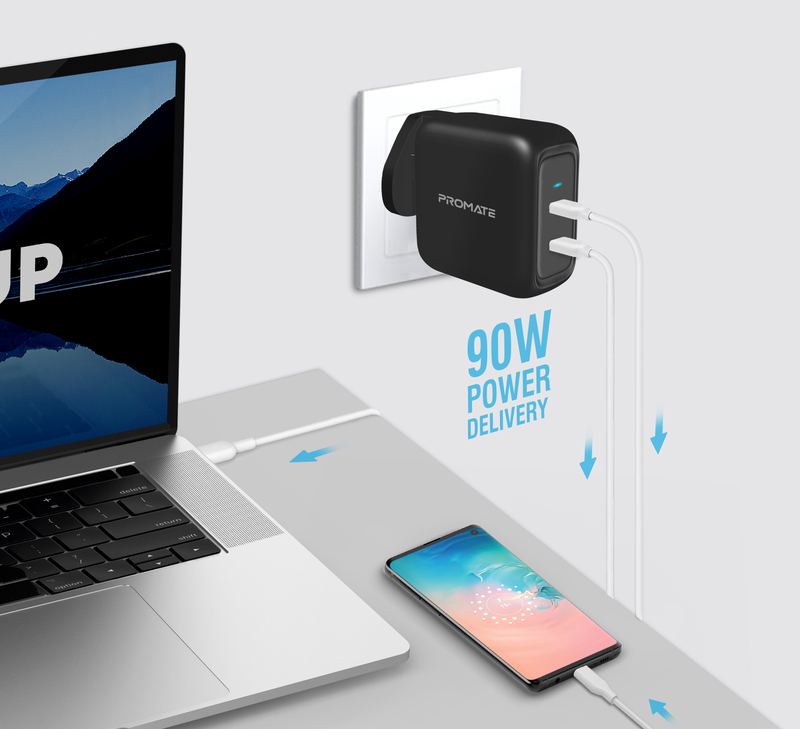 UP
PROMATE
90W
POWER
DELIVERY
delete
return
shift
option
P